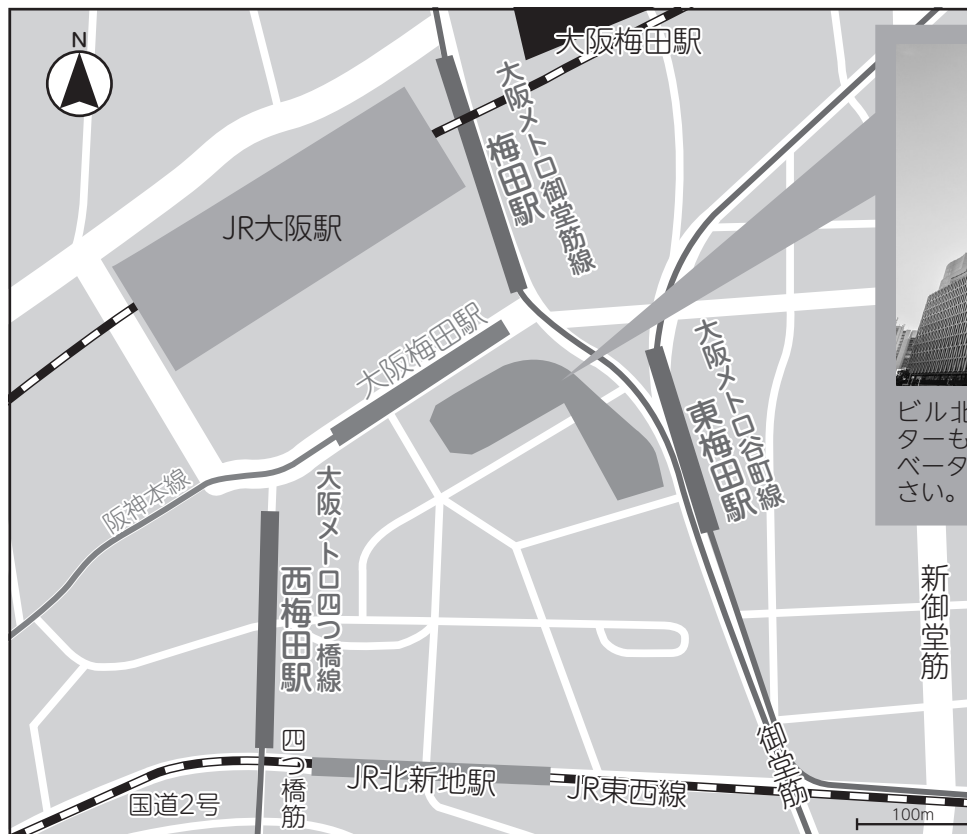 N
大阪梅田駅
大阪メトロ御堂筋線
梅田駅
JR大阪駅
大阪梅田駅
大阪メトロ谷町線
東梅田駅
ビル北
ターも
ベータ
さい。
阪神本線
大阪メトロ四つ橋線
西梅田駅
新御堂筋
四つ橋筋
御堂筋
JR北新地駅
JR東西線
国道2号
100m